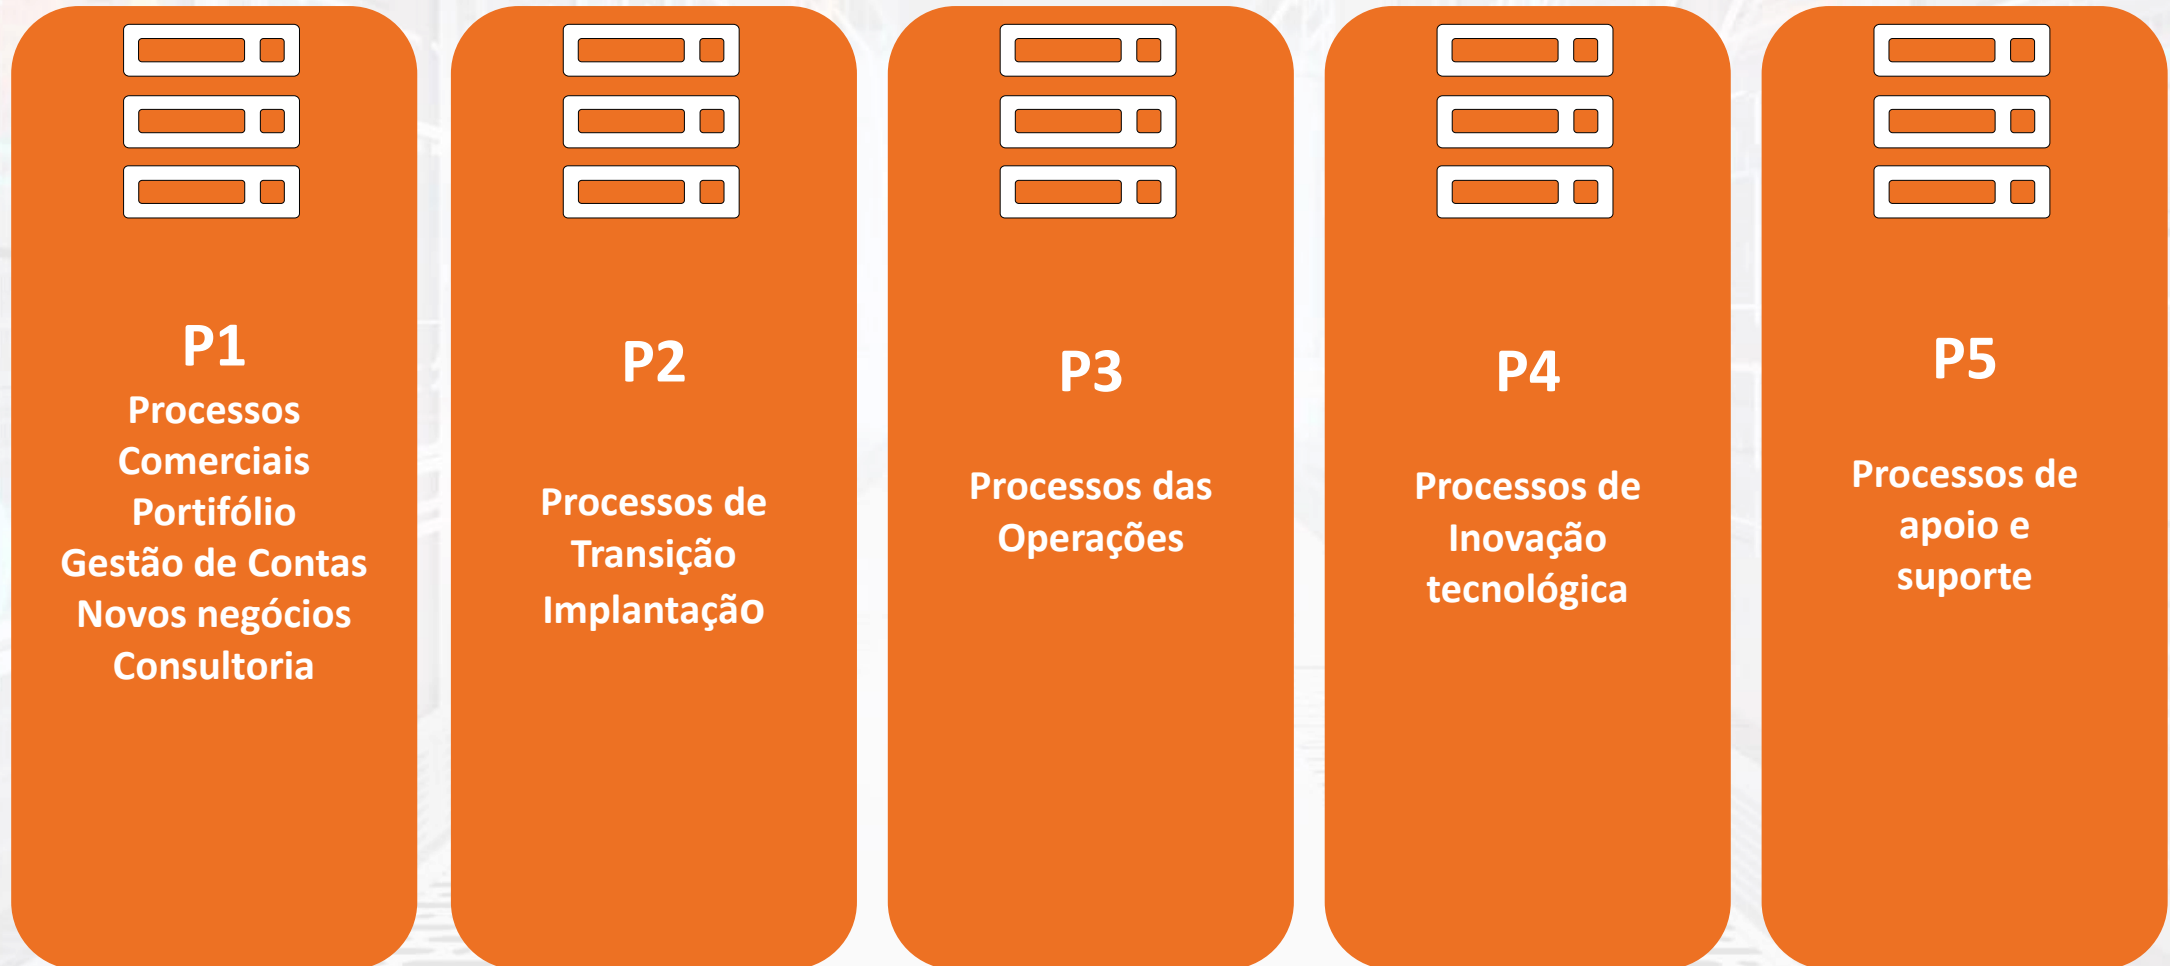 P1
Processos
Comerciais
Portifólio
Gestão de Contas
Novos negócios
Consultoria
P2
Processos de
Transição
Implantação
P3
Processos das
Operações
P4
Processos de
Inovação
tecnológica
P5
Processos de
apoio e
suporte